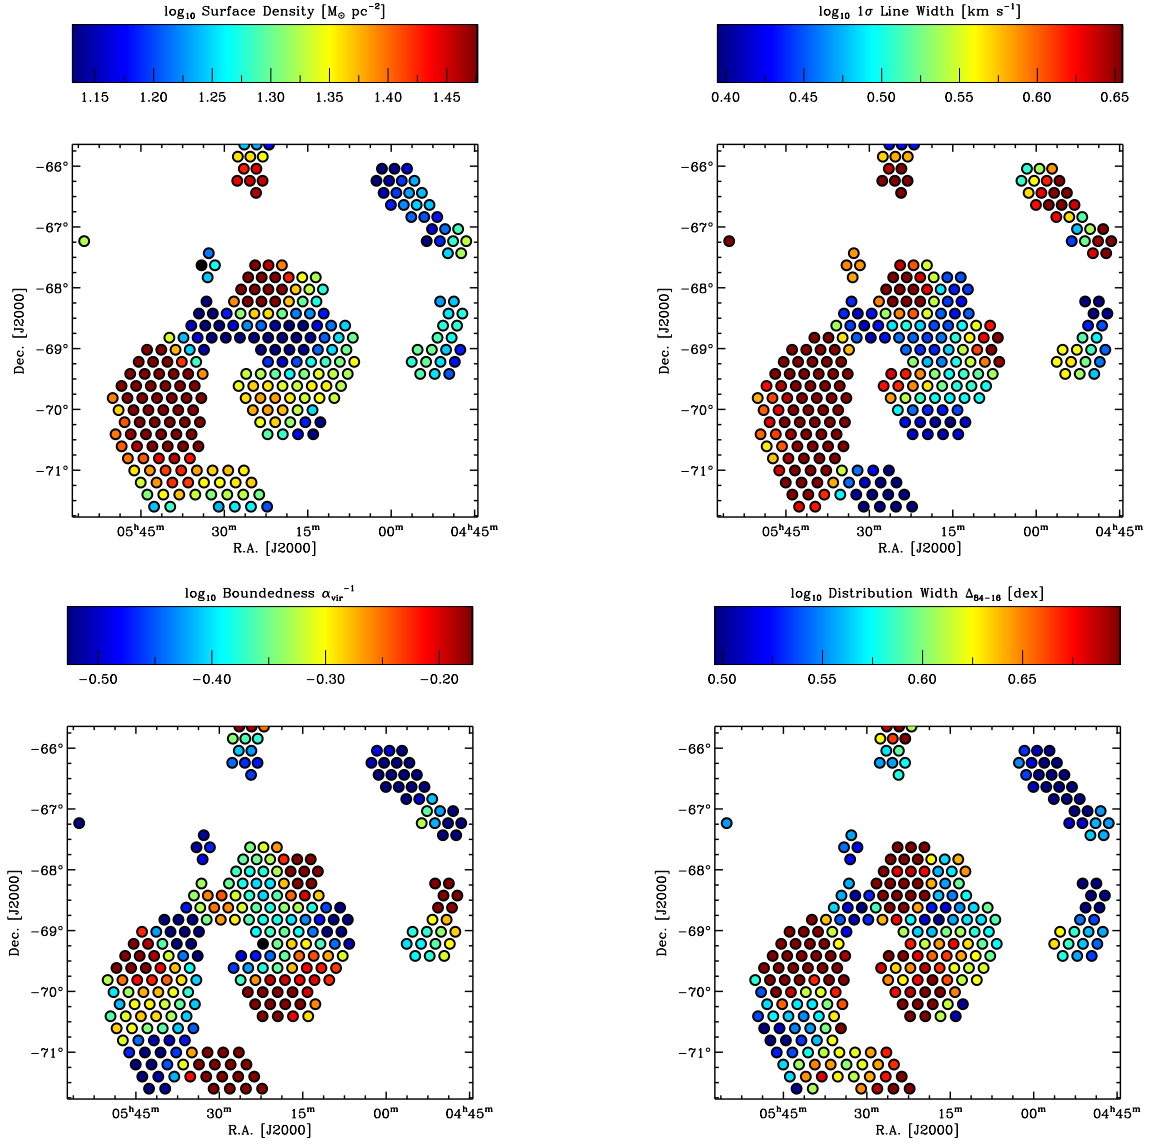 log₁₀ Surface Density [M☉ pc⁻²]
1.15 1.20 1.25 1.30 1.35 1.40 1.45
−66°
−67°
−68°
−69°
−70°
−71°
Dec. [J2000]
05ʰ45ᵐ 30ᵐ 15ᵐ 00ᵐ 04ʰ45ᵐ
R.A. [J2000]
log₁₀ 1σ Line Width [km s⁻¹]
0.40 0.45 0.50 0.55 0.60 0.65
−66°
−67°
−68°
−69°
−70°
−71°
Dec. [J2000]
05ʰ45ᵐ 30ᵐ 15ᵐ 00ᵐ 04ʰ45ᵐ
R.A. [J2000]
log₁₀ Boundedness αᵥᵢᵣ⁻¹
−0.50 −0.40 −0.30 −0.20
−66°
−67°
−68°
−69°
−70°
−71°
Dec. [J2000]
05ʰ45ᵐ 30ᵐ 15ᵐ 00ᵐ 04ʰ45ᵐ
R.A. [J2000]
log₁₀ Distribution Width Δ₈₄₋₁₆ [dex]
0.50 0.55 0.60 0.65
−66°
−67°
−68°
−69°
−70°
−71°
Dec. [J2000]
05ʰ45ᵐ 30ᵐ 15ᵐ 00ᵐ 04ʰ45ᵐ
R.A. [J2000]